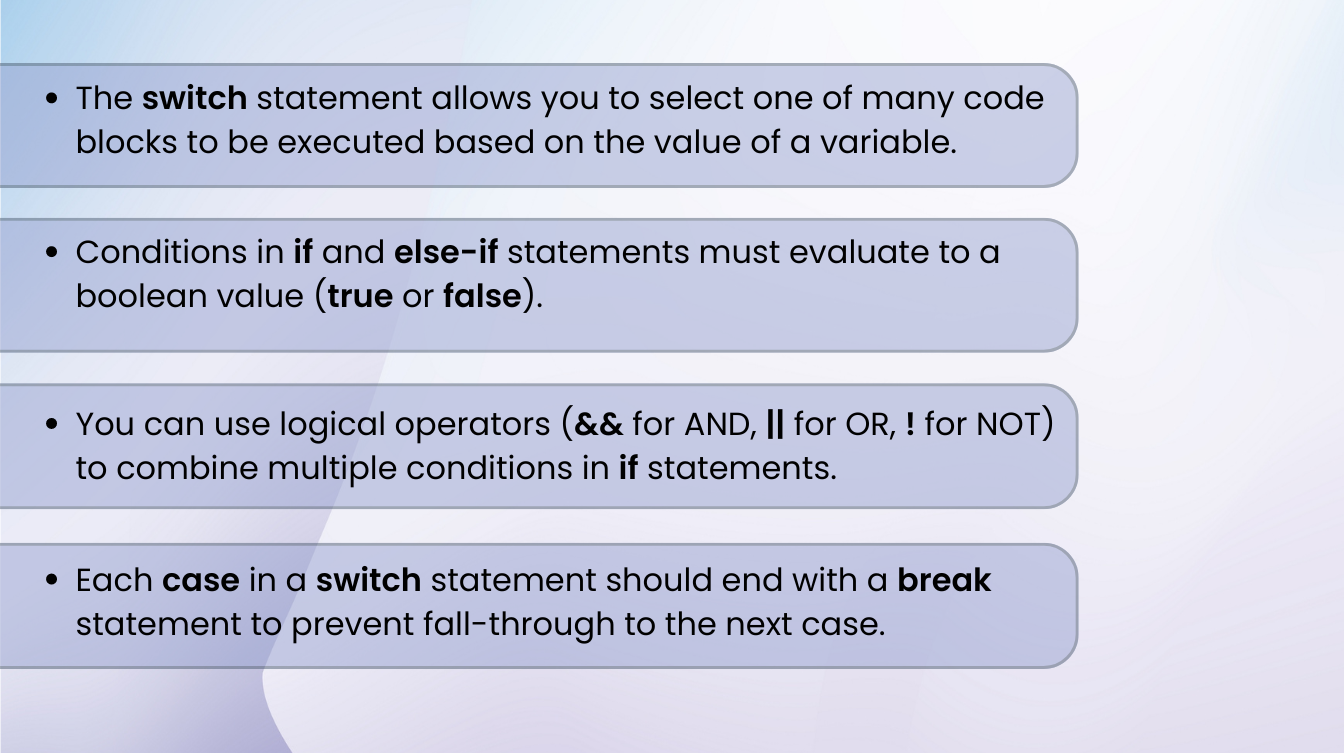 • The switch statement allows you to select one of many code
blocks to be executed based on the value of a variable.
• Conditions in if and else-if statements must evaluate to a
boolean value (true or false).
• You can use logical operators (&& for AND, || for OR, ! for NOT)
to combine multiple conditions in if statements.
• Each case in a switch statement should end with a break
statement to prevent fall-through to the next case.